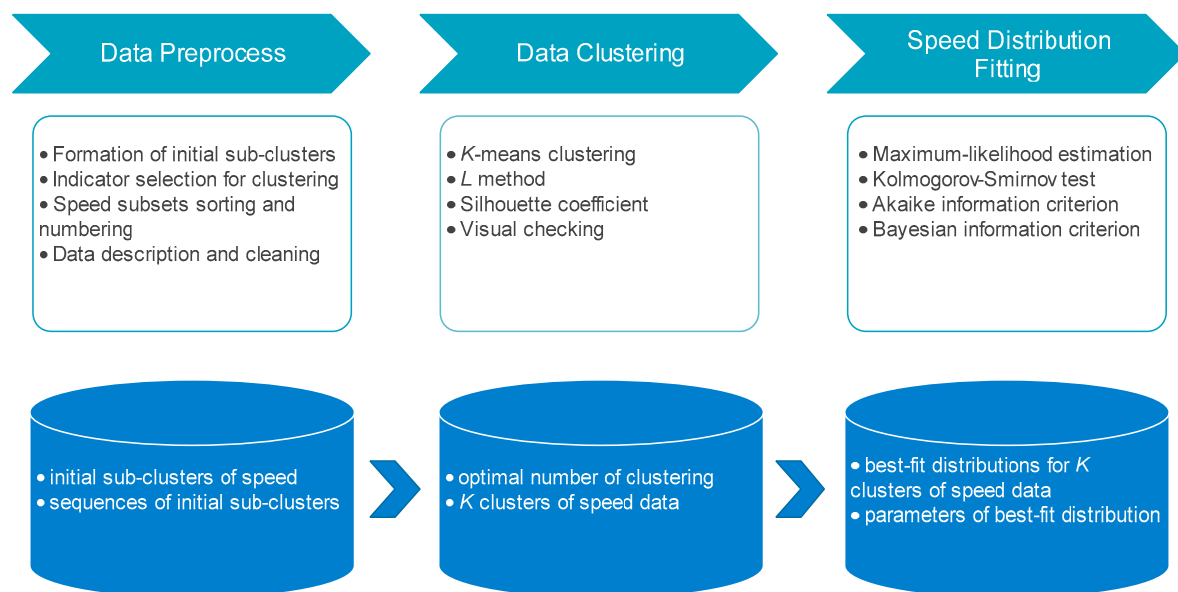 Data Preprocess
Data Clustering
Speed Distribution
Fitting
• Formation of initial sub-clusters
• Indicator selection for clustering
• Speed subsets sorting and
numbering
• Data description and cleaning
• K-means clustering
• L method
• Silhouette coefficient
• Visual checking
• Maximum-likelihood estimation
• Kolmogorov-Smirnov test
• Akaike information criterion
• Bayesian information criterion
• initial sub-clusters of speed
• sequences of initial sub-clusters
• optimal number of clustering
• K clusters of speed data
• best-fit distributions for K
clusters of speed data
• parameters of best-fit distribution